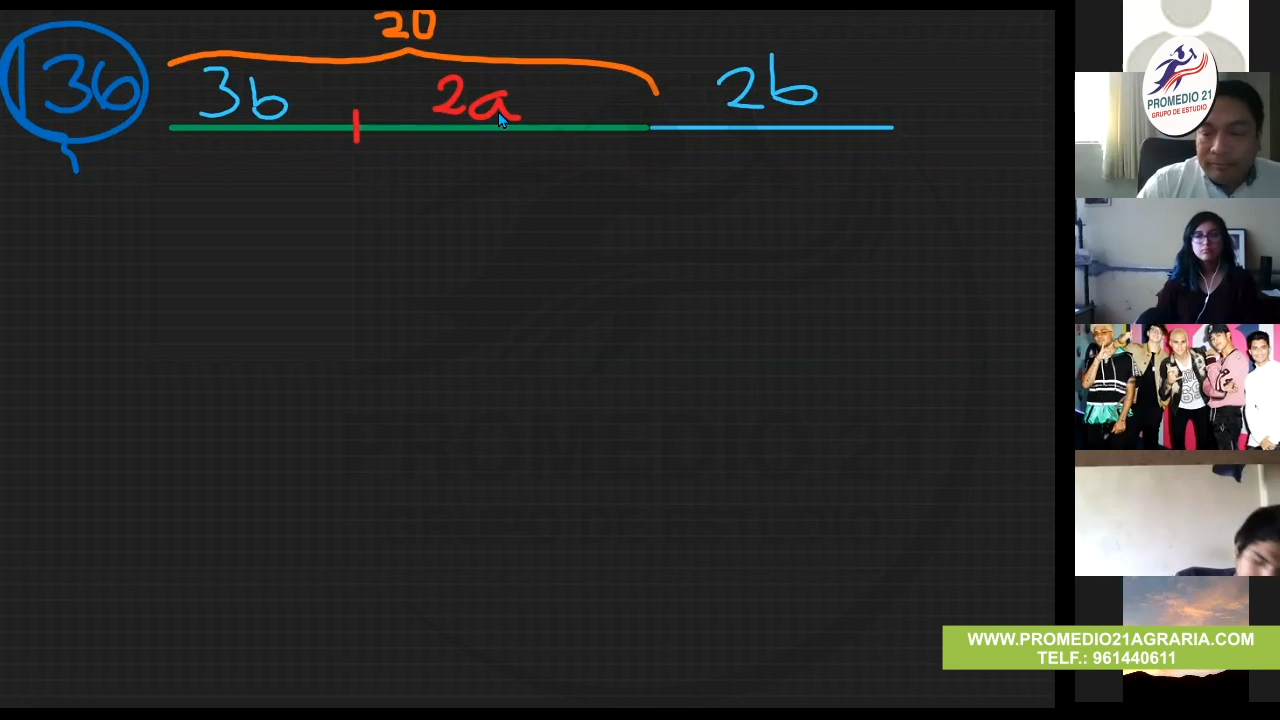 20
136 3b 2a 2b
PROMEDIO 21
GRUPO DE ESTUDIO
WWW.PROMEDIO21AGRARIA.COM
TELF.: 961440611